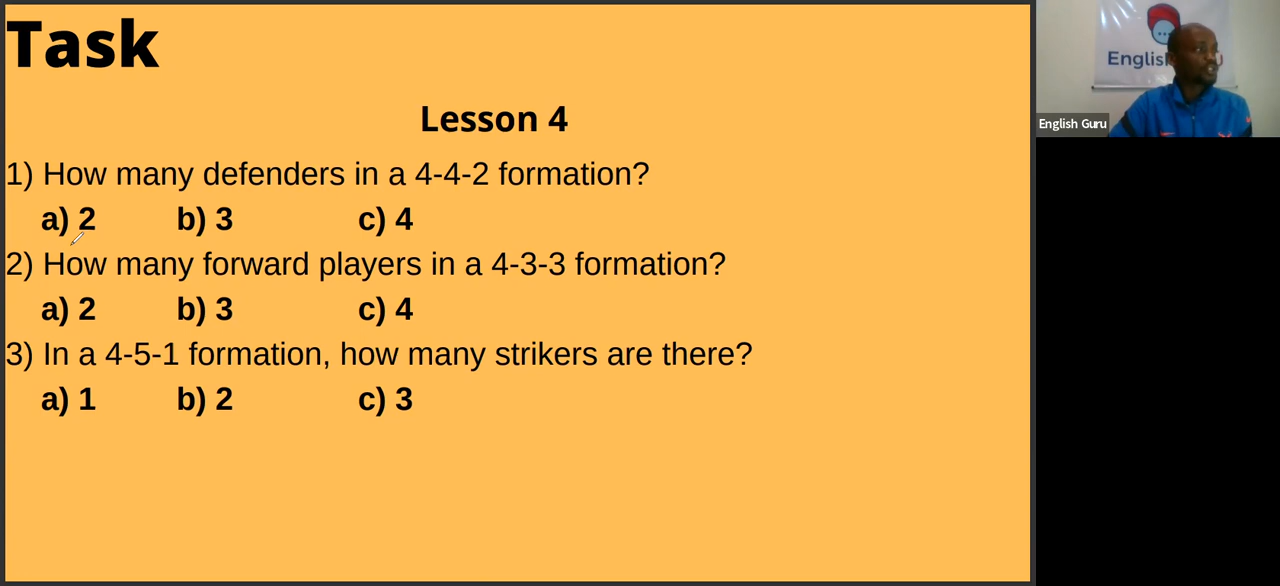 Task
Lesson 4
1) How many defenders in a 4-4-2 formation?
a) 2 b) 3 c) 4
2) How many forward players in a 4-3-3 formation?
a) 2 b) 3 c) 4
3) In a 4-5-1 formation, how many strikers are there?
a) 1 b) 2 c) 3
English
English Guru